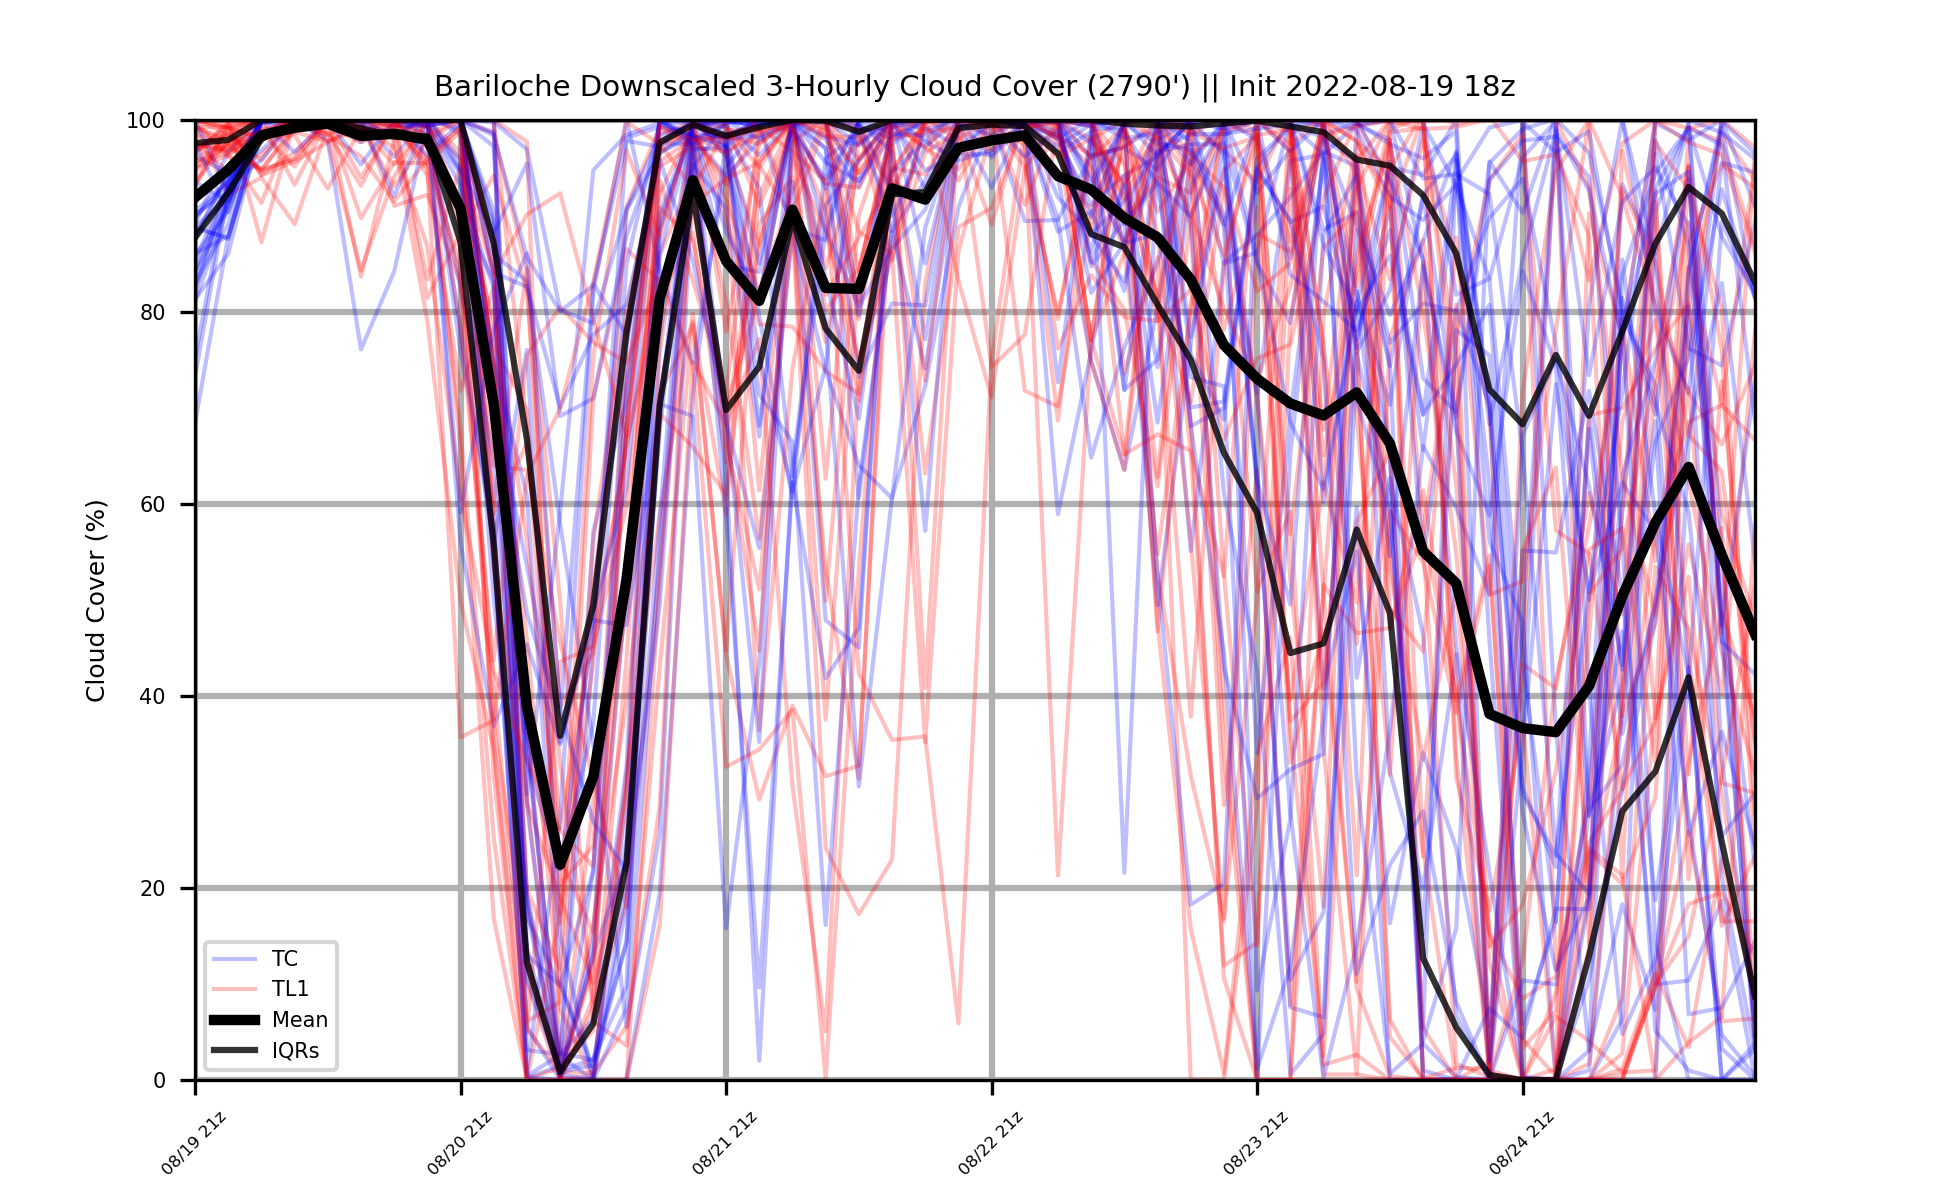 Bariloche Downscaled 3-Hourly Cloud Cover (2790') || Init 2022-08-19 18z
Cloud Cover (%)
100
80
60
40
20
0
TC
TL1
Mean
IQRs
08/19 21z
08/20 21z
08/21 21z
08/22 21z
08/23 21z
08/24 21z